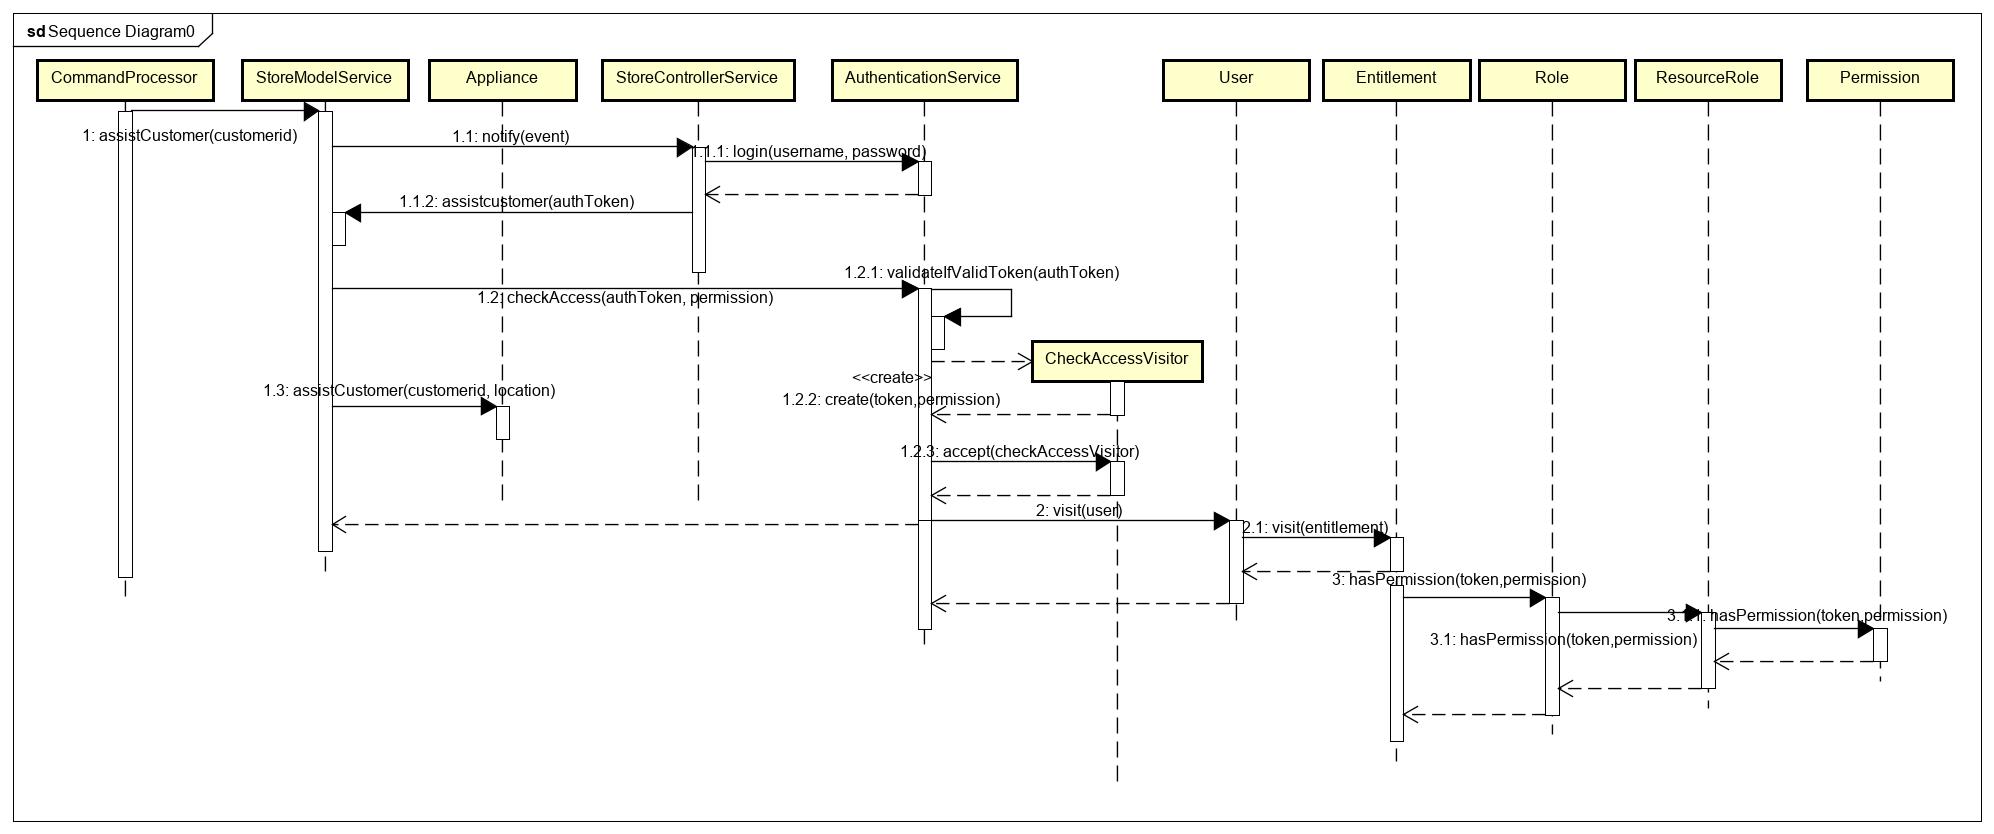 sd Sequence Diagram0
CommandProcessor
StoreModelService
Appliance
StoreControllerService
AuthenticationService
User
Entitlement
Role
ResourceRole
Permission
1: assistCustomer(customerid)
1.1: notify(event)
1.1.1: login(username, password)
1.1.2: assistcustomer(authToken)
1.2.1: validateIfValidToken(authToken)
1.2: checkAccess(authToken, permission)
CheckAccessVisitor
<<create>>
1.3: assistCustomer(customerid, location)
1.2.2: create(token,permission)
1.2.3: accept(checkAccessVisitor)
2: visit(user)
2.1: visit(entitlement)
3: hasPermission(token,permission)
3.1.1: hasPermission(token,permission)
3.1: hasPermission(token,permission)